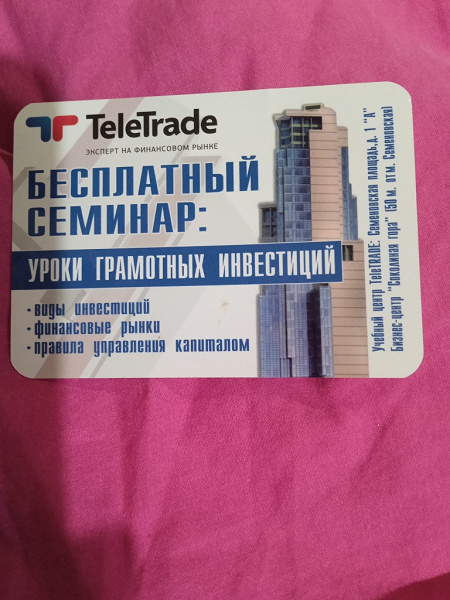 TeleTrade
ЭКСПЕРТ НА ФИНАНСОВОМ РЫНКЕ
БЕСПЛАТНЫЙ
СЕМИНАР:
УРОКИ ГРАМОТНЫХ ИНВЕСТИЦИЙ
• виды инвестиций
• финансовые рынки
• правила управления капиталом
Учебный центр TeleTRADE: Семеновская площадь, д. 1 "А"
Бизнес-центр "Соколиная гора" (50 м. от м. Семеновская)